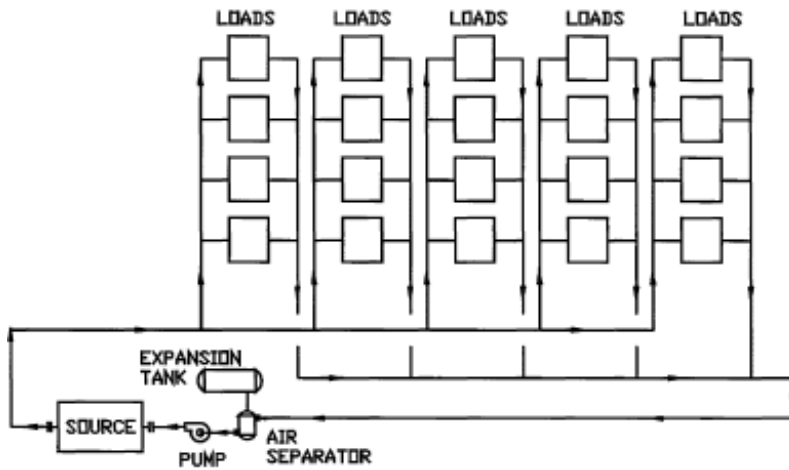 LOADS LOADS LOADS LOADS LOADS
EXPANSION
TANK
SOURCE
PUMP
AIR
SEPARATOR